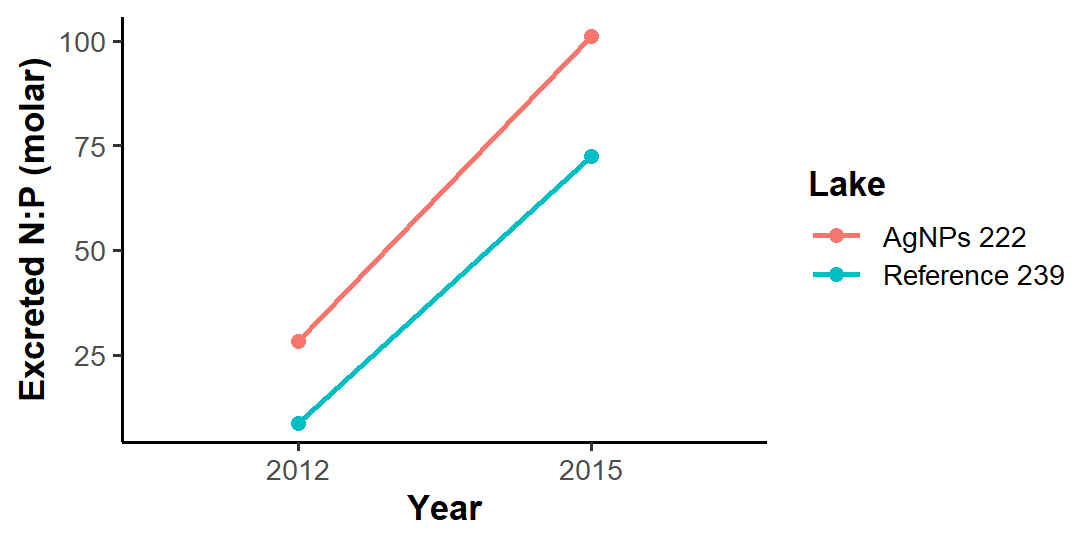 Excreted N:P (molar)
100
75
50
25
2012
2015
Year
Lake
AgNPs 222
Reference 239